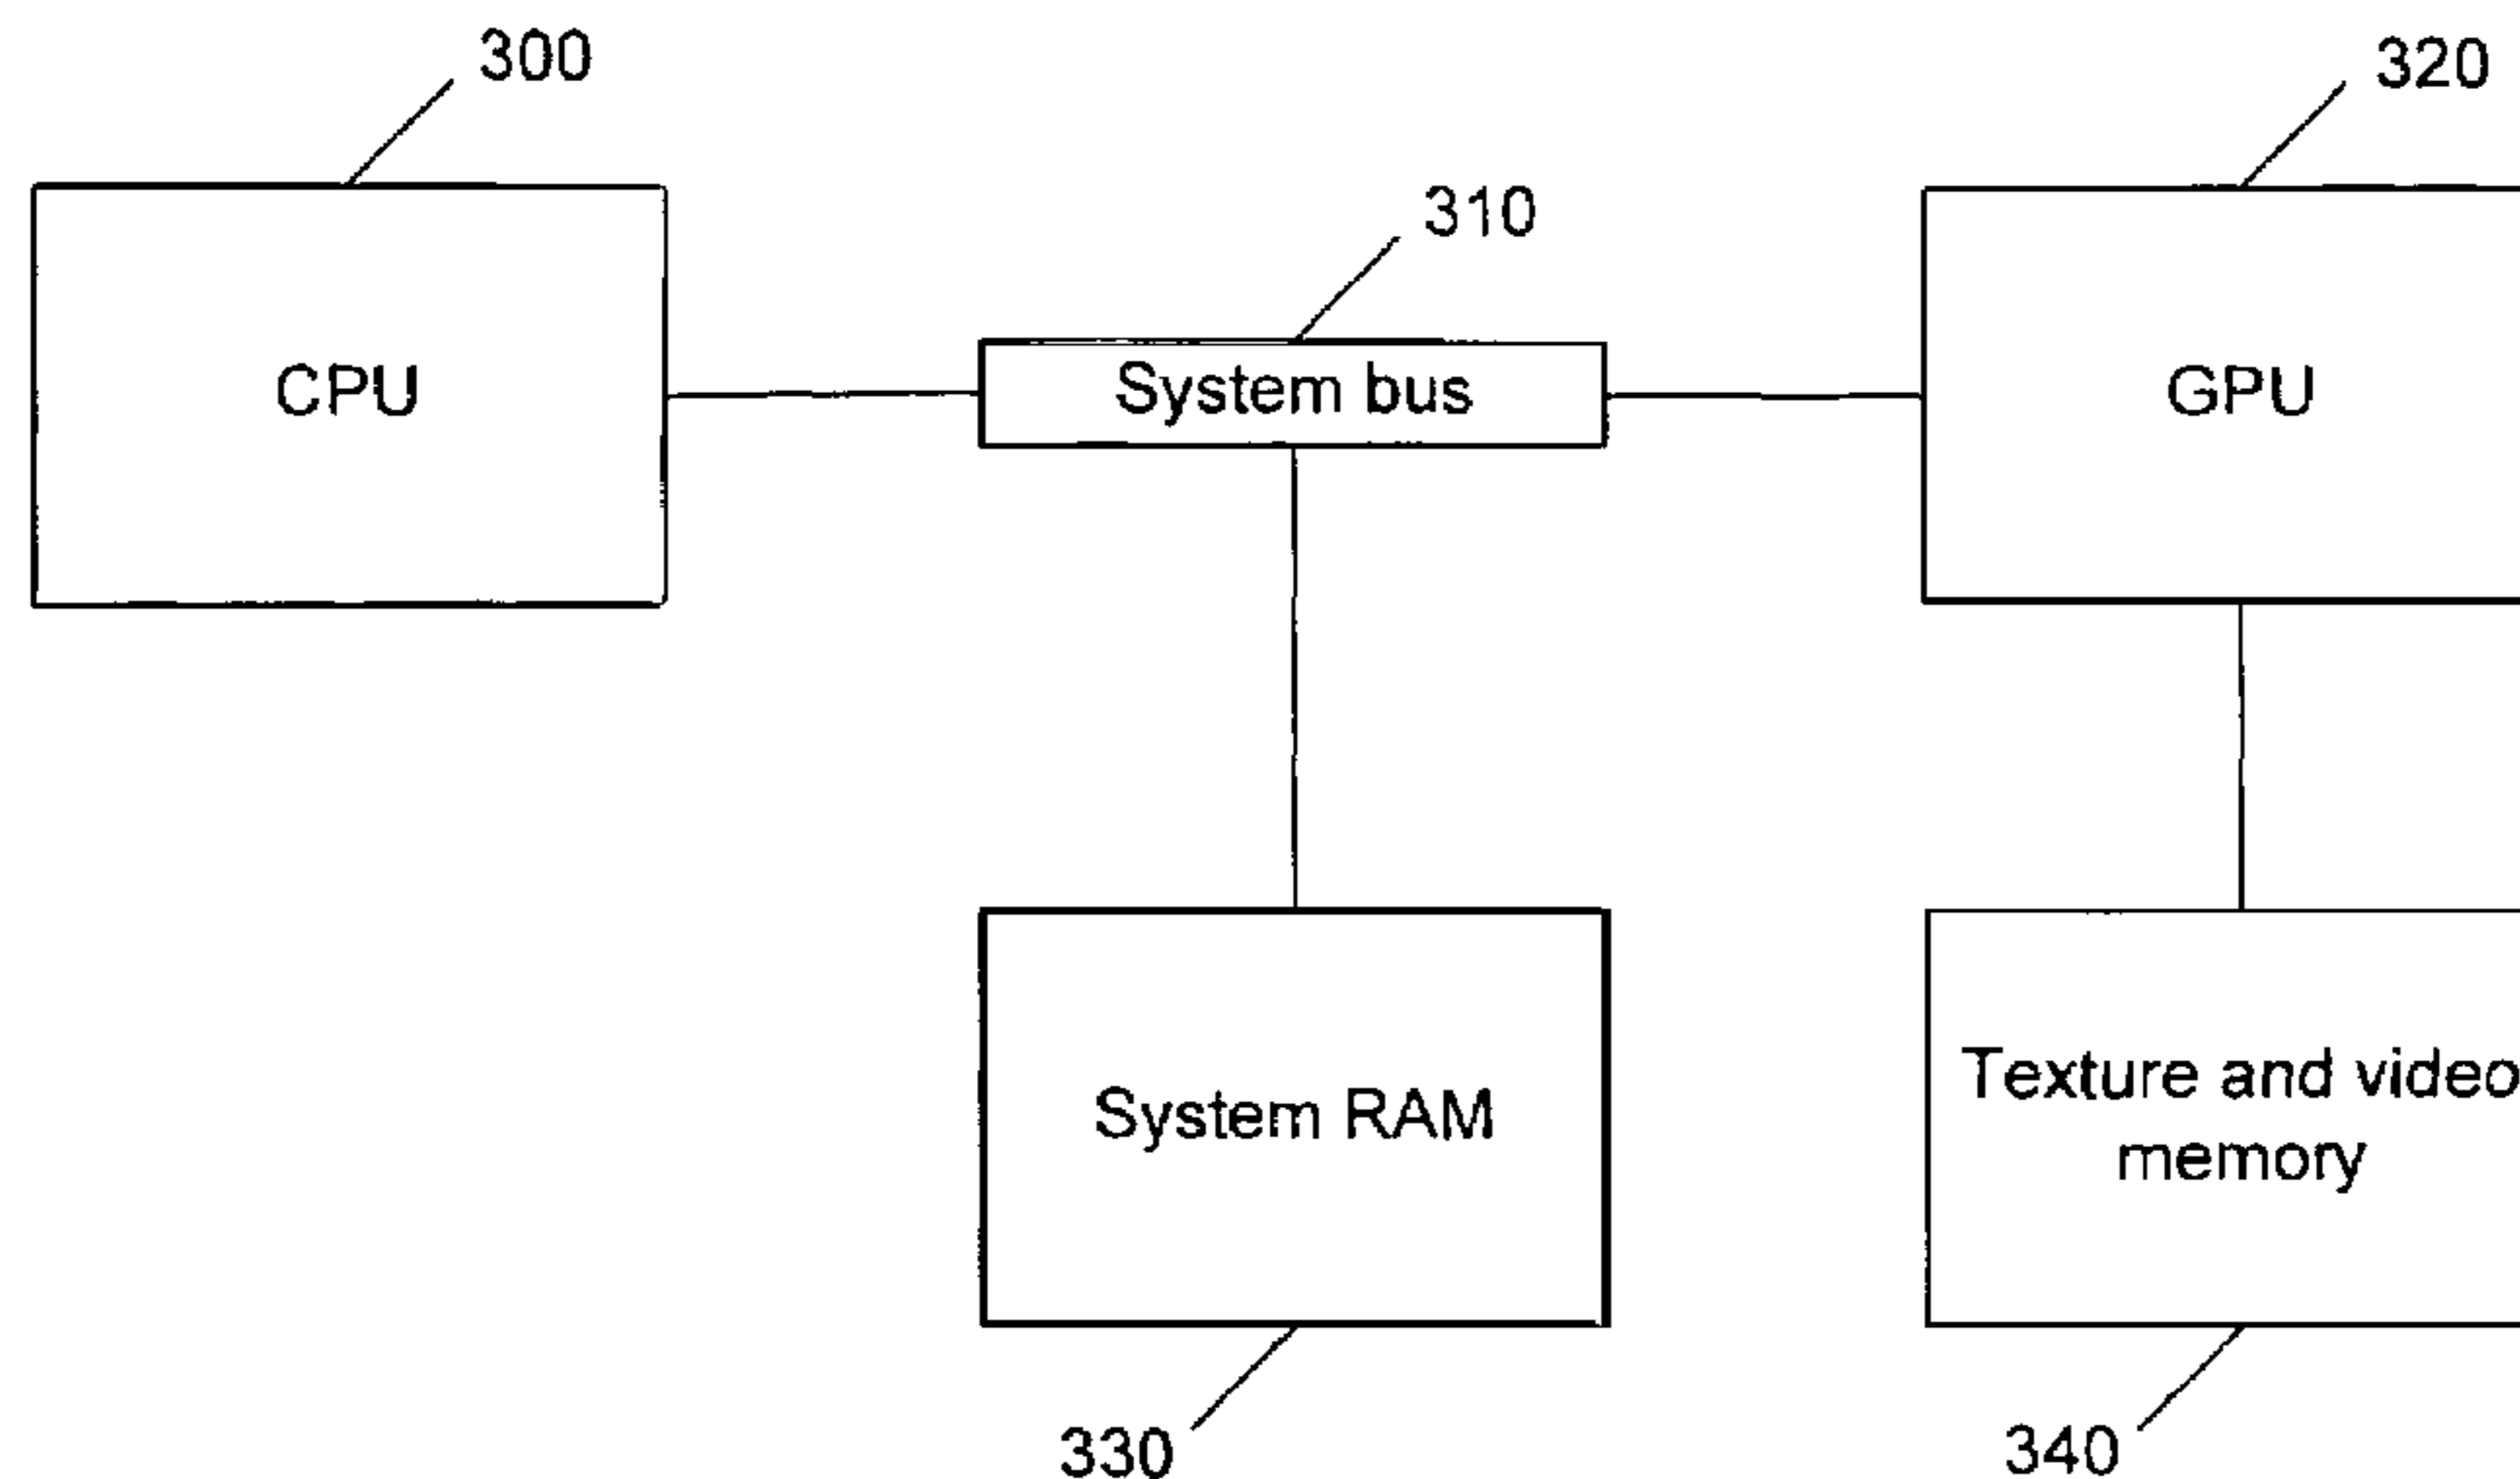 300
320
310
CPU
System bus
GPU
System RAM
Texture and video
memory
330
340